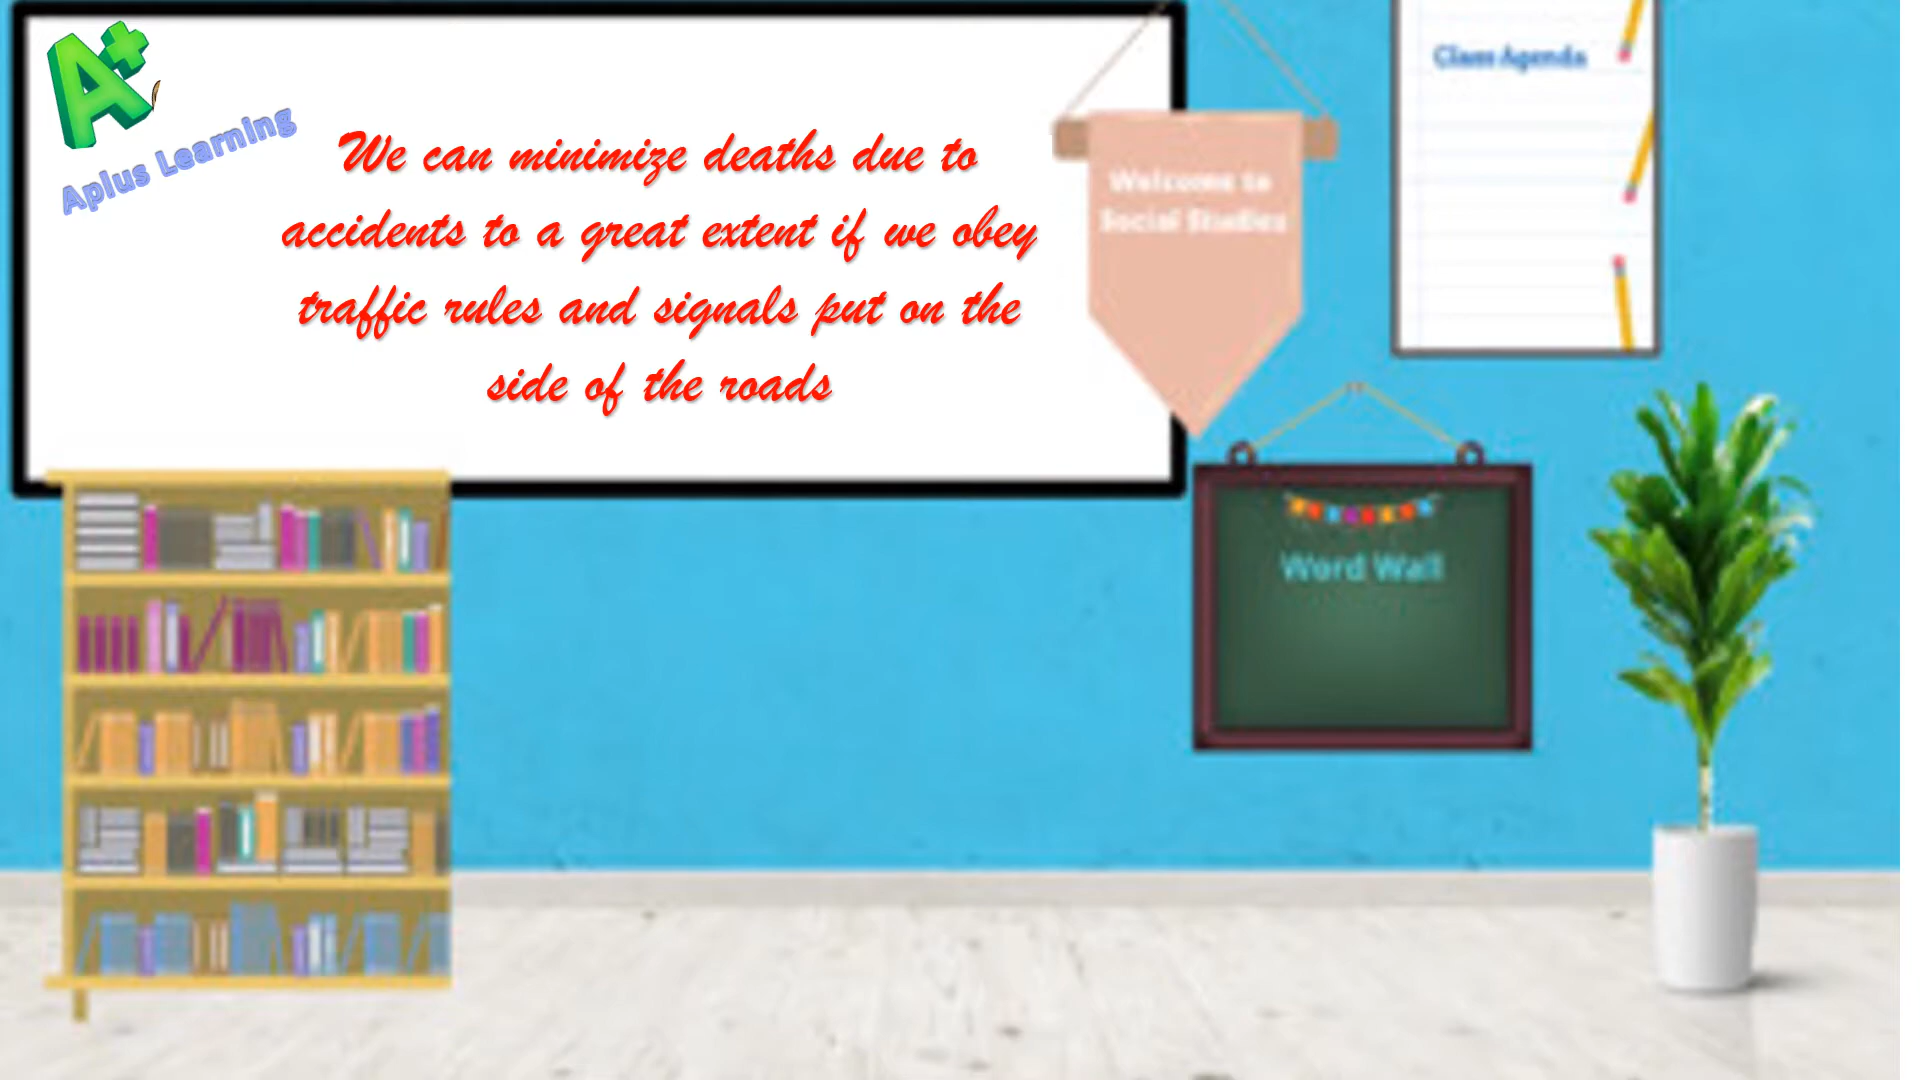 A+
Aplus Learning
We can minimize deaths due to
accidents to a great extent if we obey
traffic rules and signals put on the
side of the roads
Welcome to
Social Studies
Class Agenda
Word Wall